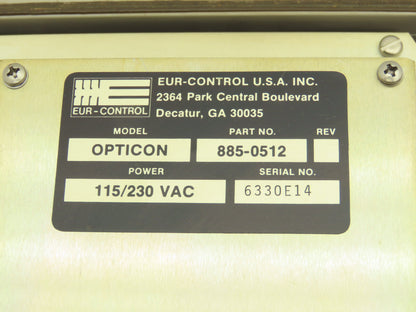 EUR-CONTROL
EUR-CONTROL U.S.A. INC.
2364 Park Central Boulevard
Decatur, GA 30035
MODEL PART NO. REV
OPTICON 885-0512
POWER SERIAL NO.
115/230 VAC 6330E14